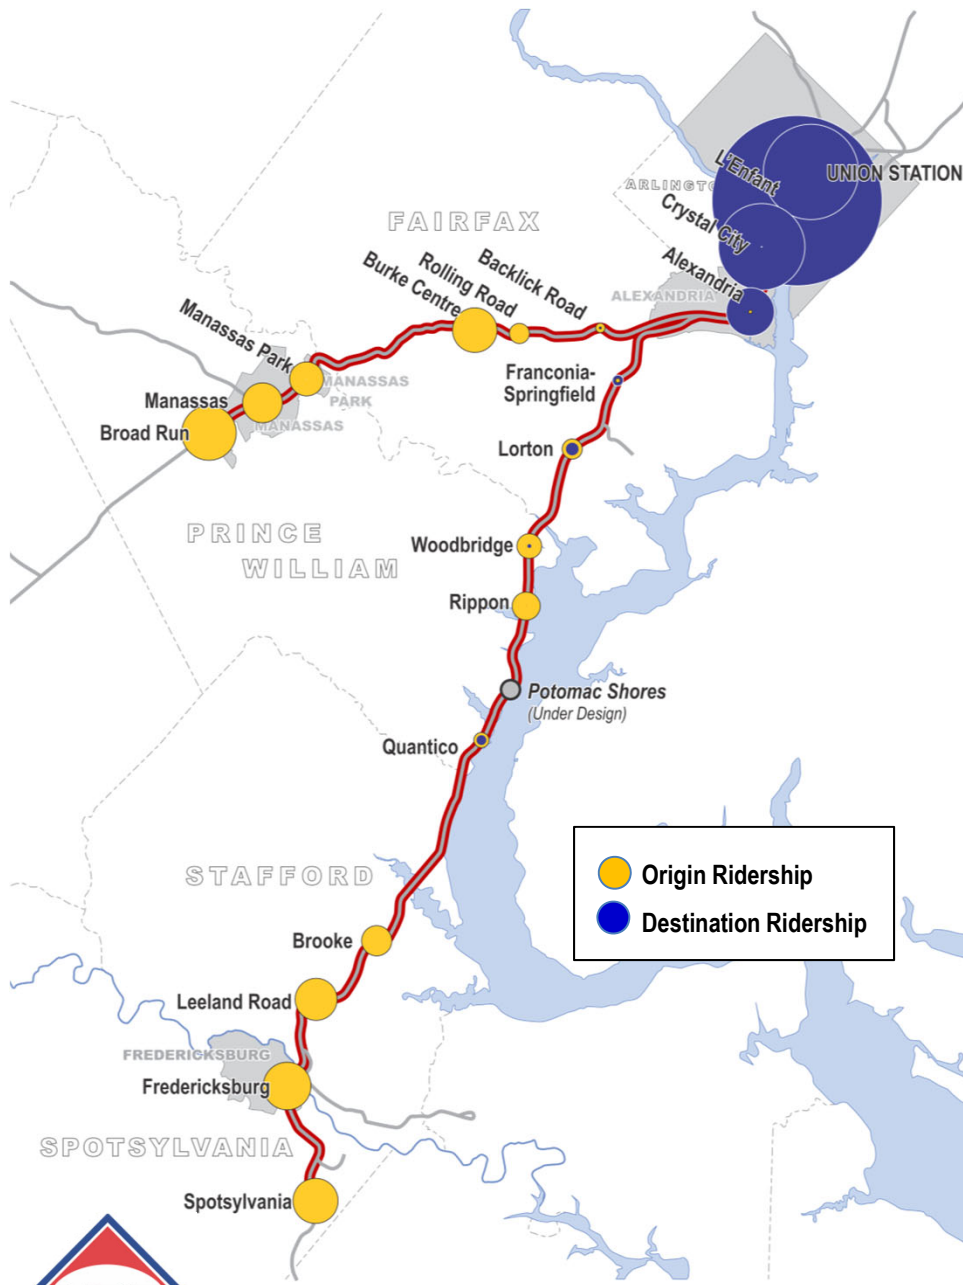 L'Enfant
UNION STATION
ARLINGT
Crystal City
FAIRFAX
Alexandria
ALEXANDRIA
Backlick Road
Rolling Road
Burke Centre
Manassas Park
MANASSAS
PARK
Manassas
MANASSAS
Broad Run
Franconia-
Springfield
Lorton
PRINCE
WILLIAM
Woodbridge
Rippon
Potomac Shores
(Under Design)
Quantico
STAFFORD
Origin Ridership
Destination Ridership
Brooke
Leeland Road
FREDERICKSBURG
Fredericksburg
SPOTSYLVANIA
Spotsylvania